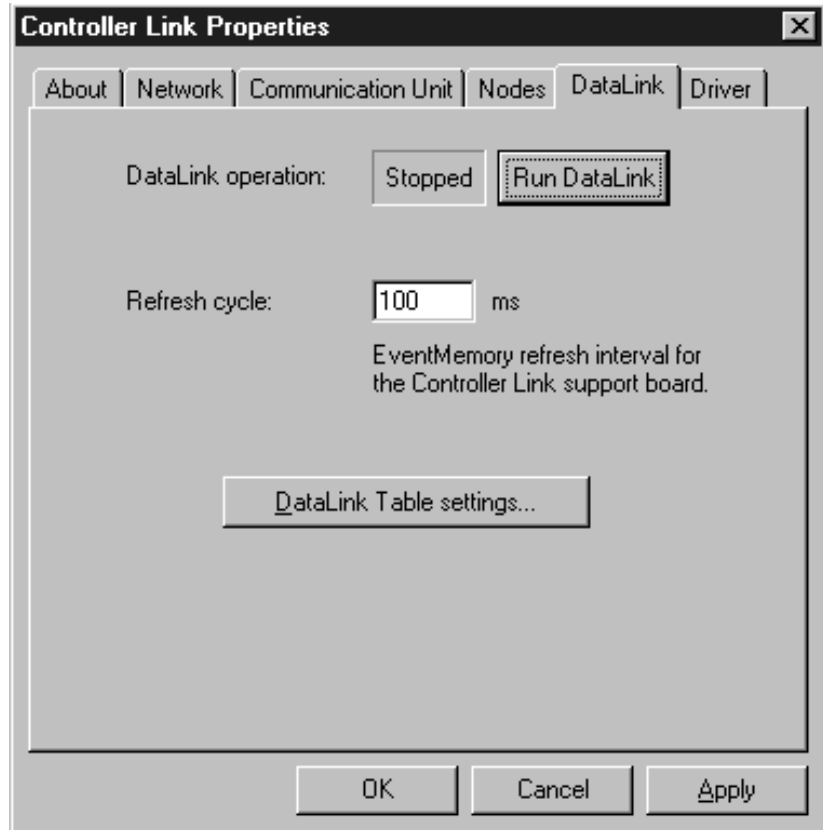 Controller Link Properties
About Network Communication Unit Nodes DataLink Driver
DataLink operation: Stopped Run DataLink
Refresh cycle: 100 ms
EventMemory refresh interval for
the Controller Link support board.
DataLink Table settings...
OK Cancel Apply